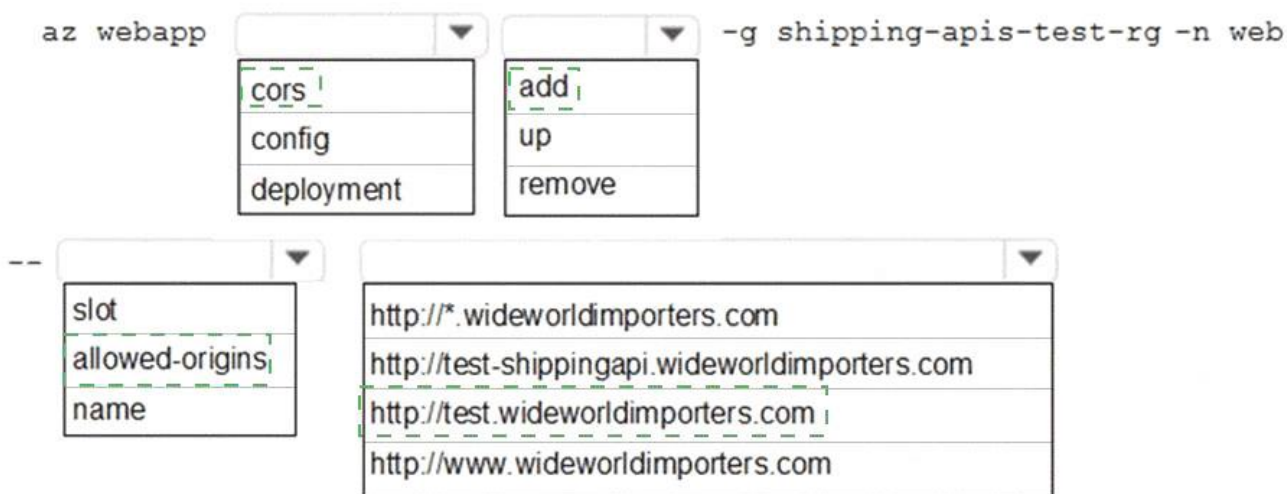 az webapp -g shipping-apis-test-rg -n web
cors add
config up
deployment remove
--
slot http://*.wideworldimporters.com
allowed-origins http://test-shippingapi.wideworldimporters.com
name http://test.wideworldimporters.com
http://www.wideworldimporters.com